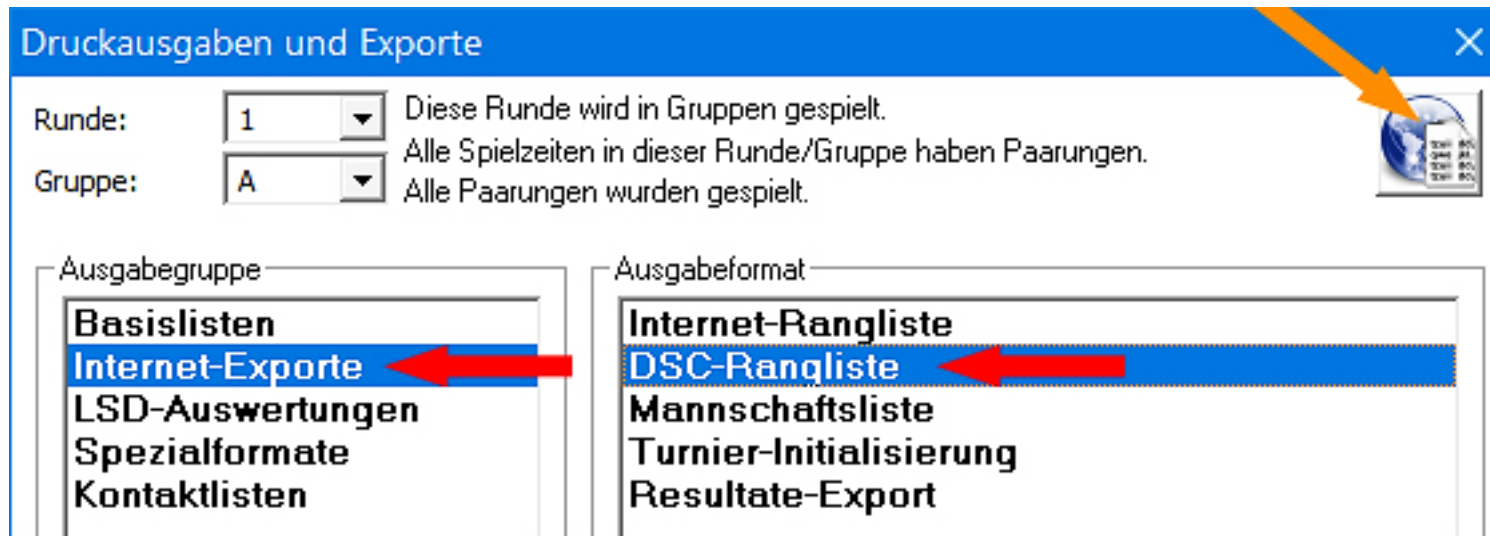 Druckausgaben und Exporte
Runde: 1 Diese Runde wird in Gruppen gespielt.
Alle Spielzeiten in dieser Runde/Gruppe haben Paarungen.
Gruppe: A Alle Paarungen wurden gespielt.
Ausgabegruppe
Basislisten
Internet-Exporte
LSD-Auswertungen
Spezialformate
Kontaktlisten
Ausgabeformat
Internet-Rangliste
DSC-Rangliste
Mannschaftsliste
Turnier-Initialisierung
Resultate-Export